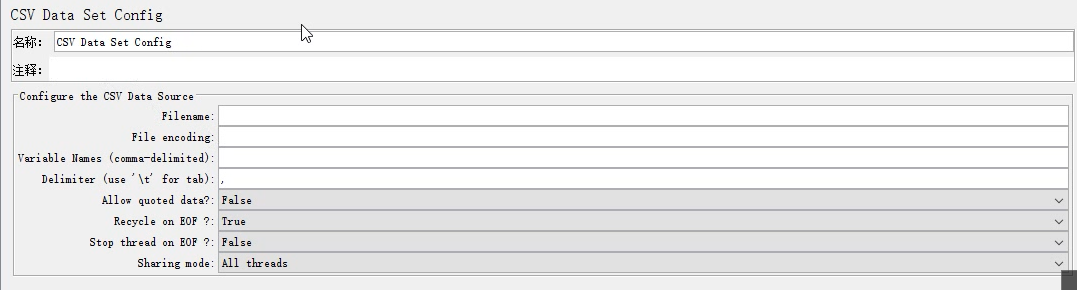 CSV Data Set Config
名称： CSV Data Set Config
注释：
Configure the CSV Data Source
Filename:
File encoding:
Variable Names (comma-delimited):
Delimiter (use '\t' for tab): ,
Allow quoted data?: False
Recycle on EOF ?: True
Stop thread on EOF ?: False
Sharing mode: All threads